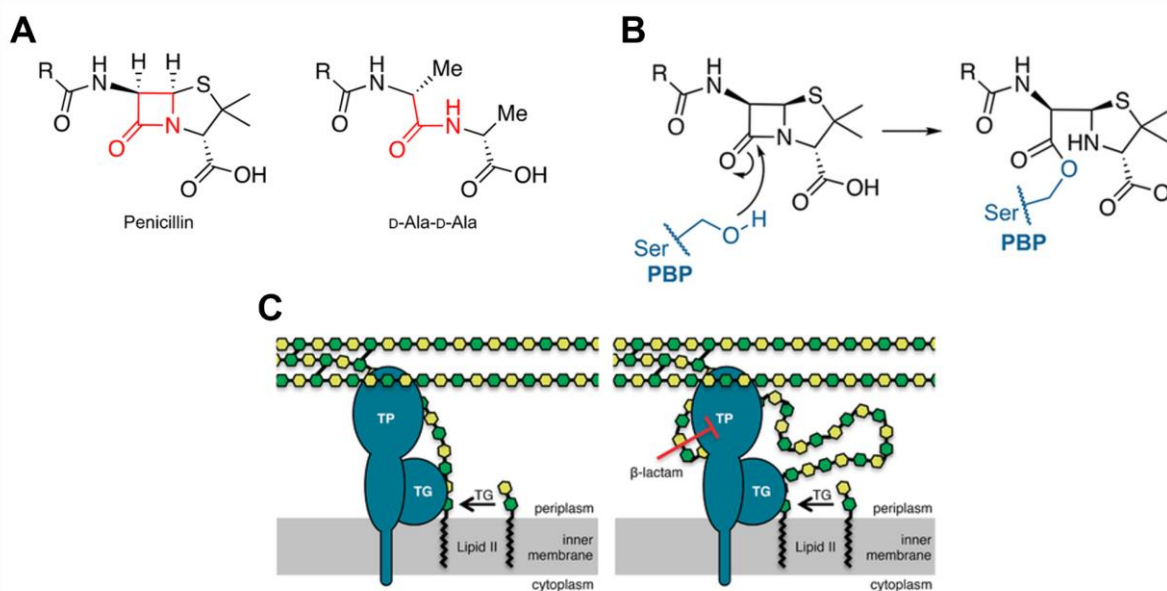 A
H
N
H
H
R
S
O
N
O
O
OH
Penicillin
R
H
N
Me
O
H
N
Me
O
O
OH
D-Ala-D-Ala
B
R
H
N
S
O
N
O
O
OH
Ser
O
H
PBP
R
H
N
S
O
HN
O
O
O
O
Ser
PBP
C
TP
TG
TG
periplasm
Lipid II
inner
membrane
cytoplasm
TP
β-lactam
TG
TG
periplasm
Lipid II
inner
membrane
cytoplasm